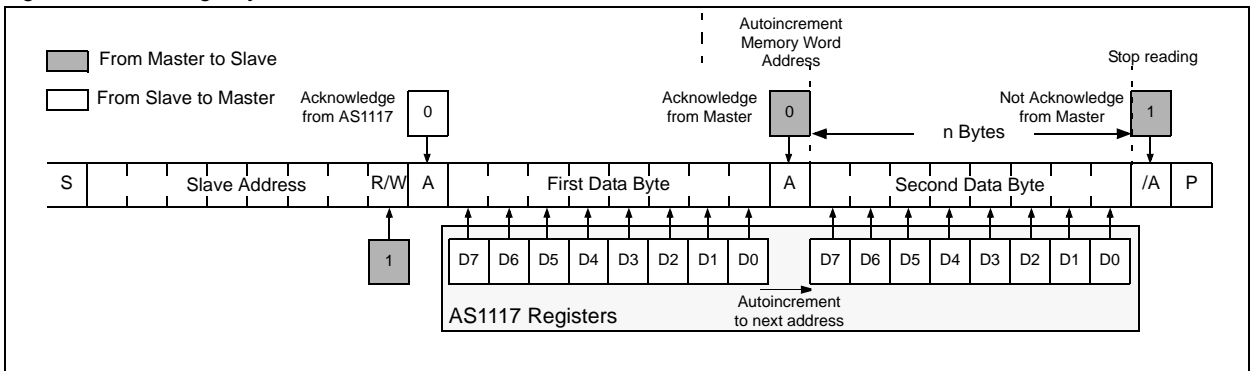 Autoincrement
Memory Word
Address
From Master to Slave
Stop reading
From Slave to Master
Acknowledge
from AS1117
0
Acknowledge
from Master
0
Not Acknowledge
from Master
1
n Bytes
S Slave Address R/W A First Data Byte A Second Data Byte /A P
1
D7 D6 D5 D4 D3 D2 D1 D0 D7 D6 D5 D4 D3 D2 D1 D0
AS1117 Registers
Autoincrement
to next address